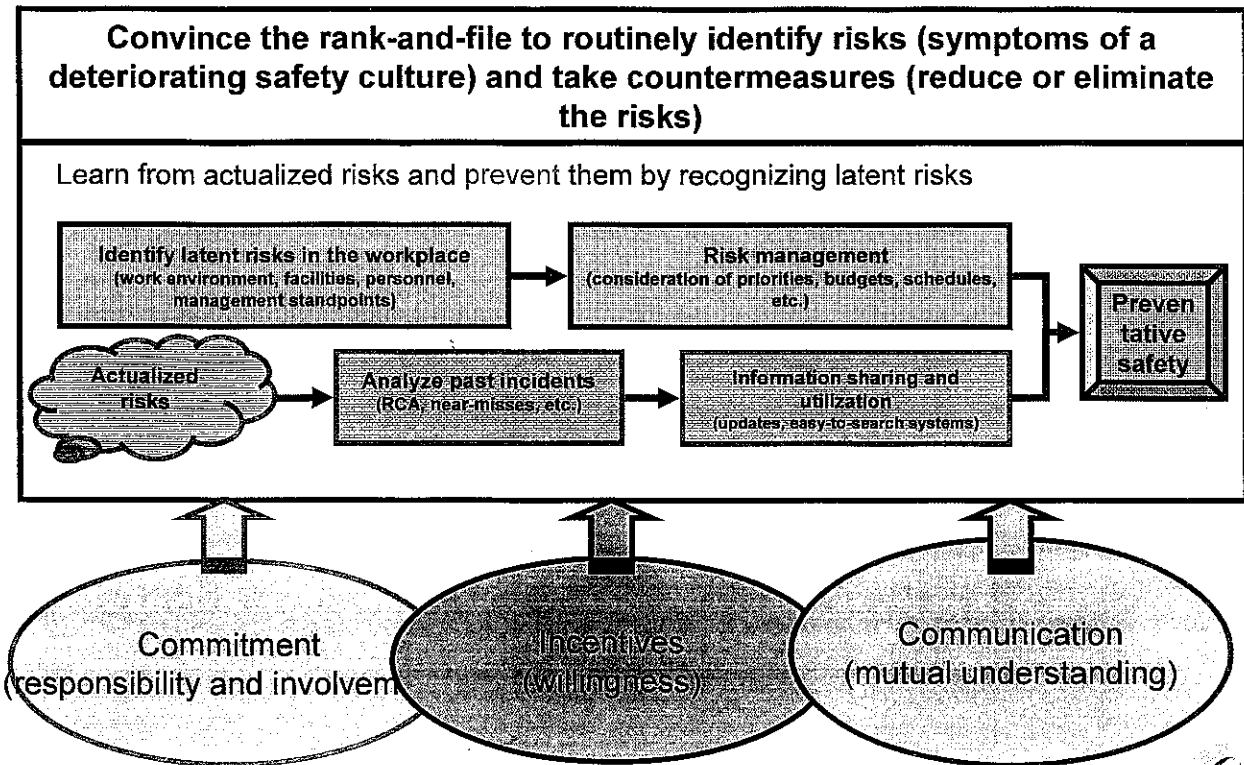 Convince the rank-and-file to routinely identify risks (symptoms of a
deteriorating safety culture) and take countermeasures (reduce or eliminate
the risks)
Learn from actualized risks and prevent them by recognizing latent risks
Identify latent risks in the workplace
(work environment, facilities, personnel,
management standpoints)
Risk management
(consideration of priorities, budgets, schedules,
etc.)
Preven
tative
safety
Actualized
risks
Analyze past incidents
(RCA, near-misses, etc.)
Information sharing and
utilization
(updates, easy-to-search systems)
Commitment
(responsibility and involvem
Incentives
(willingness)
Communication
(mutual understanding)